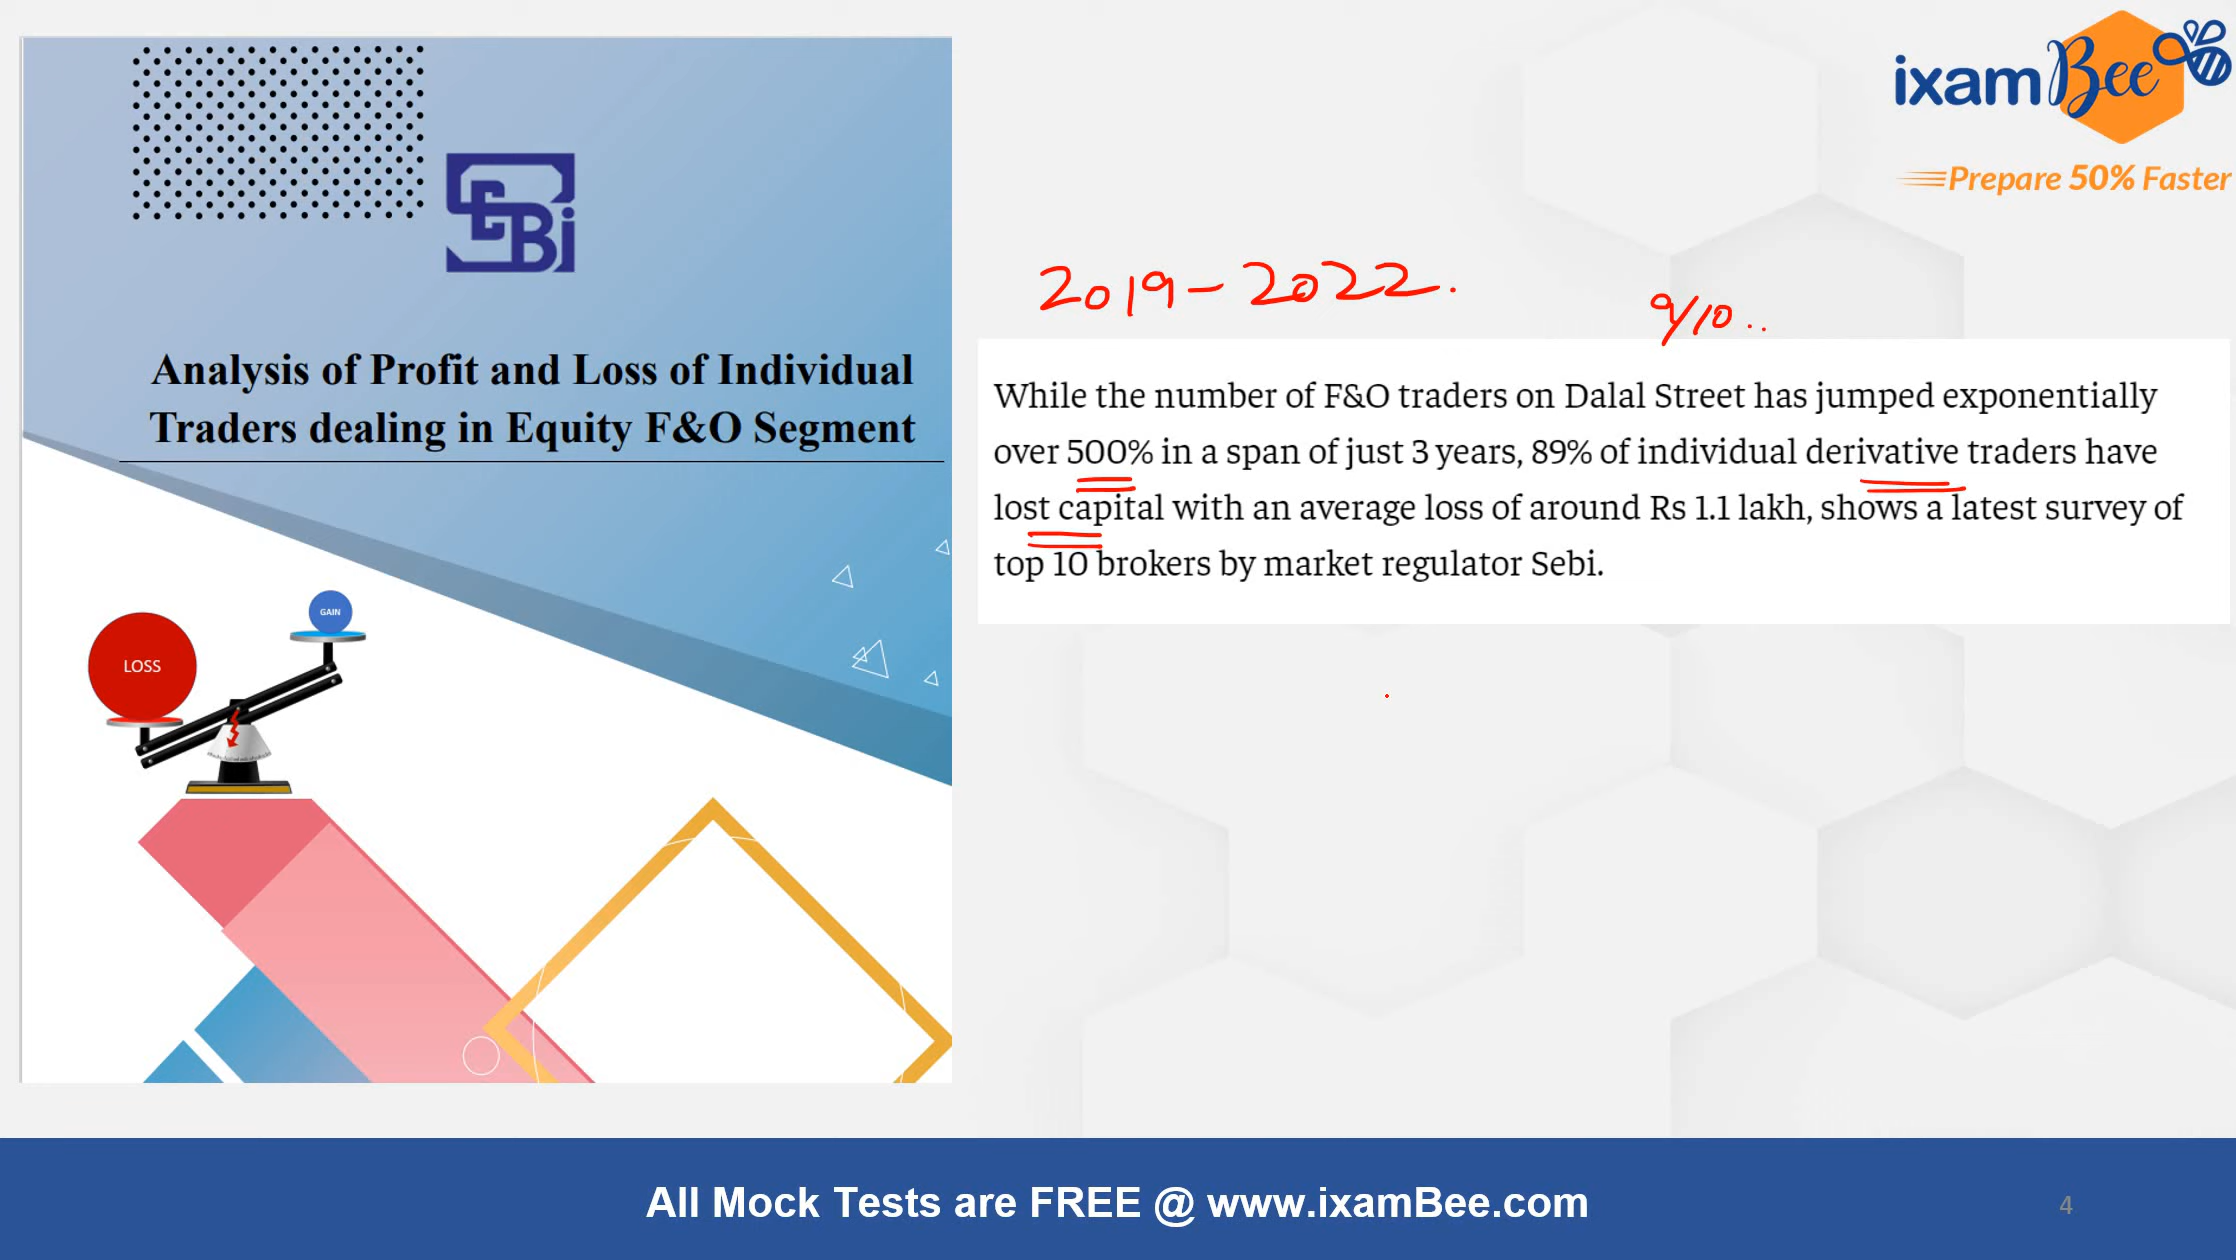 SEBi
Analysis of Profit and Loss of Individual
Traders dealing in Equity F&O Segment
GAIN
LOSS
ixamBee
Prepare 50% Faster
2019-2022.
9/10..
While the number of F&O traders on Dalal Street has jumped exponentially
over 500% in a span of just 3 years, 89% of individual derivative traders have
lost capital with an average loss of around Rs 1.1 lakh, shows a latest survey of
top 10 brokers by market regulator Sebi.
All Mock Tests are FREE @ www.ixamBee.com
4